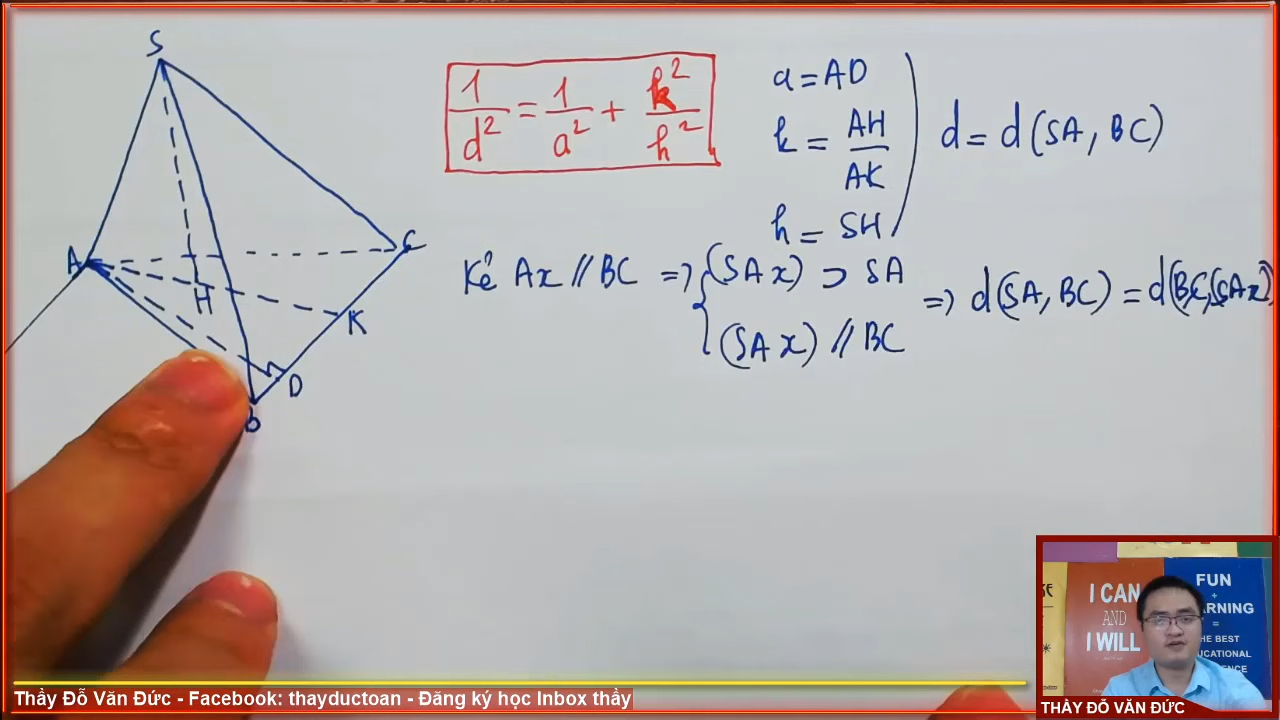 S
A
H
C
K
D
B
1/d² = 1/a² + k²/h²
a = AD
k = AH/AK
h = SH
d = d(SA, BC)
Kẻ Ax // BC => { (SAx) ⊃ SA
(SAx) // BC
=> d(SA, BC) = d(BC,(SAx)
I CAN
AND
I WILL
FUN
+
ARNING
=
THE BEST
UCATIONAL
ENCE
Thầy Đỗ Văn Đức - Facebook: thayductoan - Đăng ký học Inbox thầy
THẦY ĐỖ VĂN ĐỨC